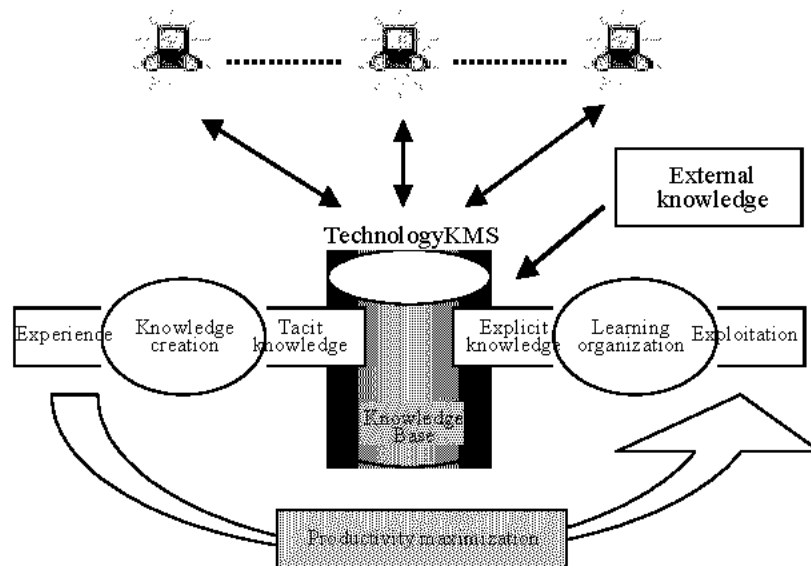 External
knowledge
TechnologyKMS
Experience
Knowledge
creation
Tacit
knowledge
Explicit
knowledge
Learning
organization
Exploitation
Knowledge
Base
Productivity maximization